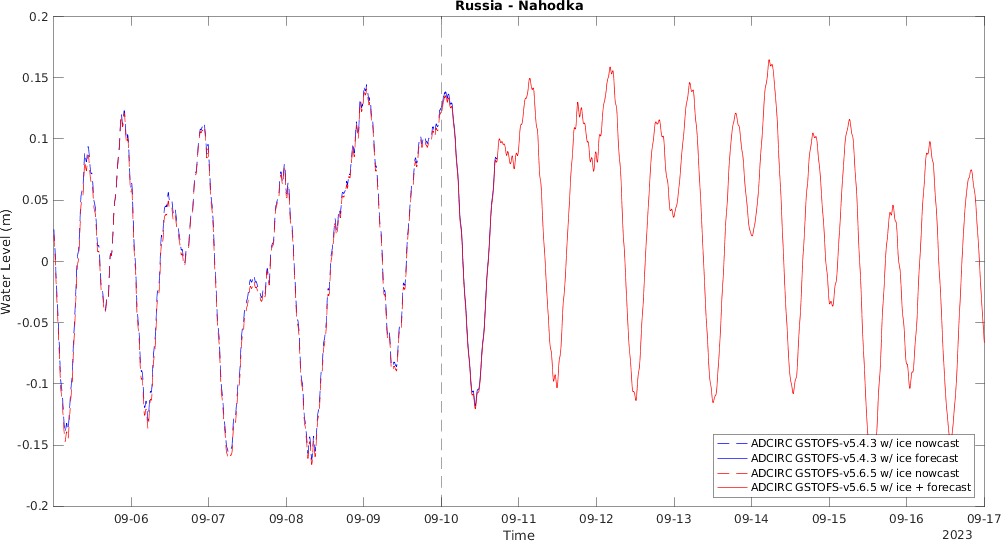 Russia - Nahodka
0.2
0.15
0.1
0.05
0
-0.05
-0.1
-0.15
-0.2
Water Level (m)
ADCIRC GSTOFS-v5.4.3 w/ ice nowcast
ADCIRC GSTOFS-v5.4.3 w/ ice forecast
ADCIRC GSTOFS-v5.6.5 w/ ice nowcast
ADCIRC GSTOFS-v5.6.5 w/ ice + forecast
09-06 09-07 09-08 09-09 09-10 09-11 09-12 09-13 09-14 09-15 09-16 09-17
Time
2023